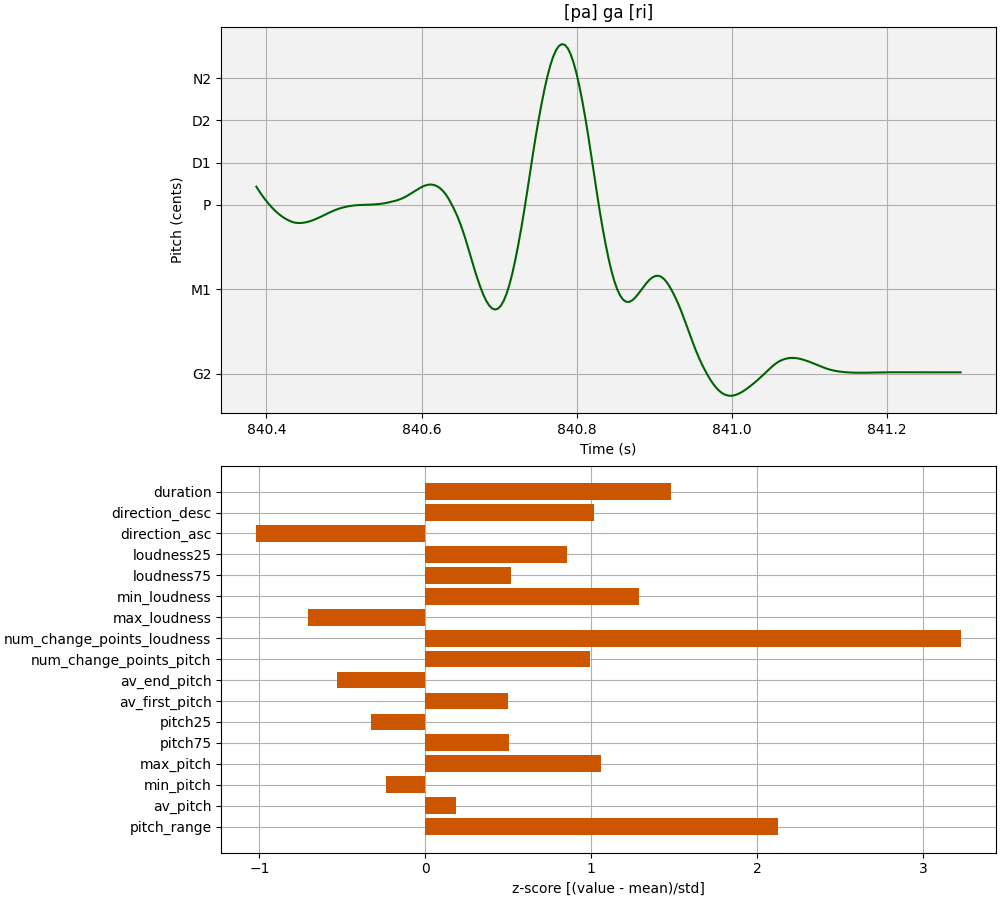 [pa] ga [ri]
N2
D2
D1
P
M1
G2
Pitch (cents)
840.4 840.6 840.8 841.0 841.2
Time (s)
duration
direction_desc
direction_asc
loudness25
loudness75
min_loudness
max_loudness
num_change_points_loudness
num_change_points_pitch
av_end_pitch
av_first_pitch
pitch25
pitch75
max_pitch
min_pitch
av_pitch
pitch_range
−1 0 1 2 3
z-score [(value - mean)/std]